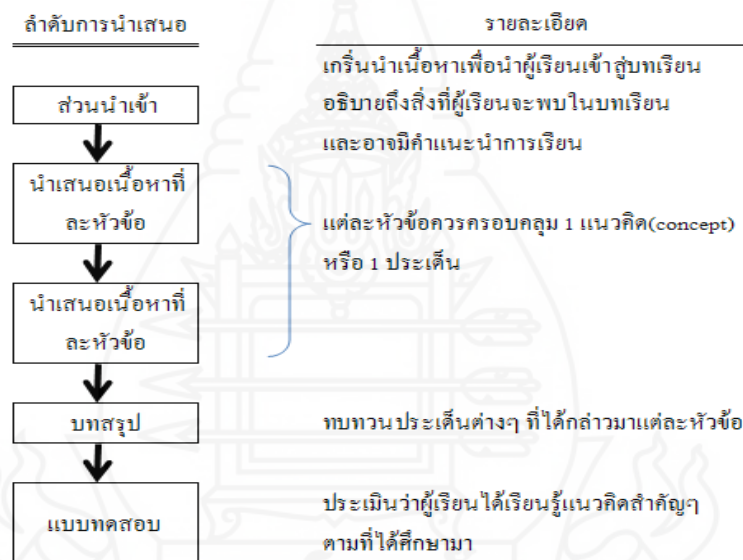 ลำดับการนำเสนอ
รายละเอียด
ส่วนนำเข้า
เกริ่นนำเนื้อหาเพื่อนำผู้เรียนเข้าสู่บทเรียน
อธิบายถึงสิ่งที่ผู้เรียนจะพบในบทเรียน
และอาจมีคำแนะนำการเรียน
นำเสนอเนื้อหาที่
ละหัวข้อ
นำเสนอเนื้อหาที่
ละหัวข้อ
แต่ละหัวข้อควรครอบคลุม 1 แนวคิด(concept)
หรือ 1 ประเด็น
บทสรุป
ทบทวนประเด็นต่างๆ ที่ได้กล่าวมาแต่ละหัวข้อ
แบบทดสอบ
ประเมินว่าผู้เรียนได้เรียนรู้แนวคิดสำคัญๆ
ตามที่ได้ศึกษามา